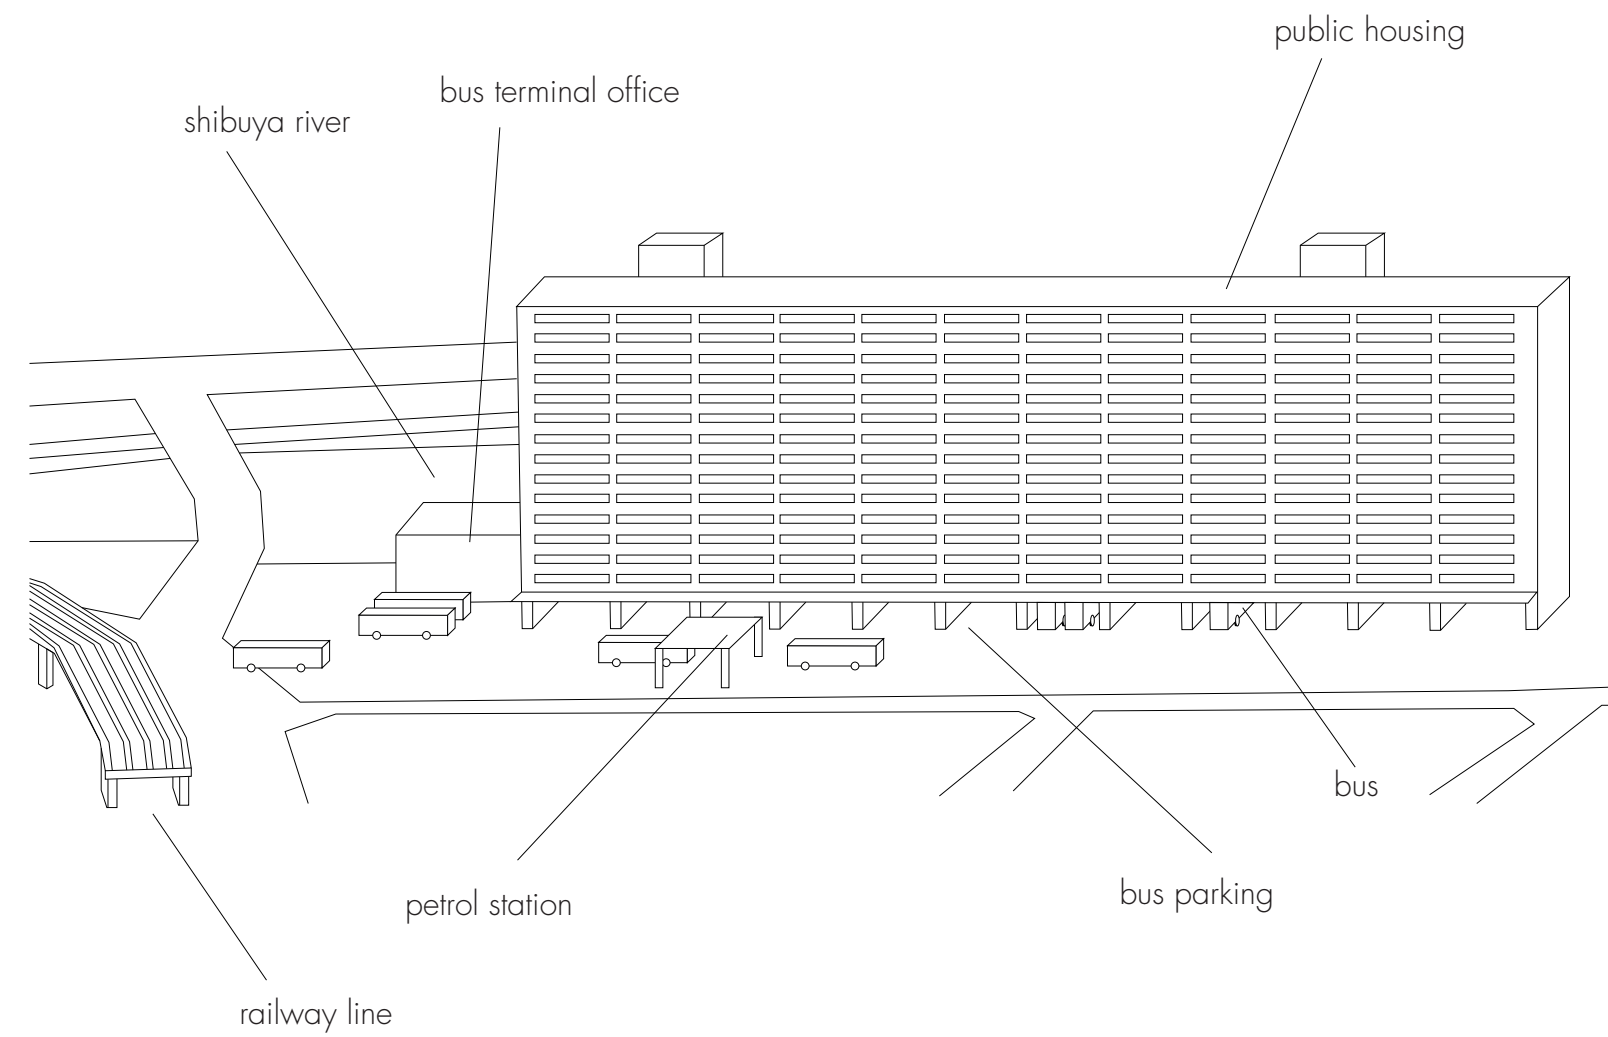 public housing
bus terminal office
shibuya river
bus
bus parking
petrol station
railway line